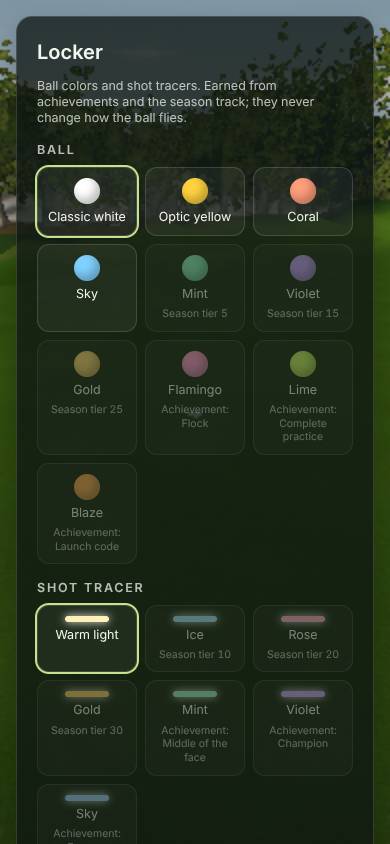 Locker
Ball colors and shot tracers. Earned from
achievements and the season track; they never
change how the ball flies.
BALL
Classic white
Optic yellow
Coral
Sky
Mint
Season tier 5
Violet
Season tier 15
Gold
Season tier 25
Flamingo
Achievement:
Flock
Lime
Achievement:
Complete
practice
Blaze
Achievement:
Launch code
SHOT TRACER
Warm light
Ice
Season tier 10
Rose
Season tier 20
Gold
Season tier 30
Mint
Achievement:
Middle of the
face
Violet
Achievement:
Champion
Sky
Achievement: